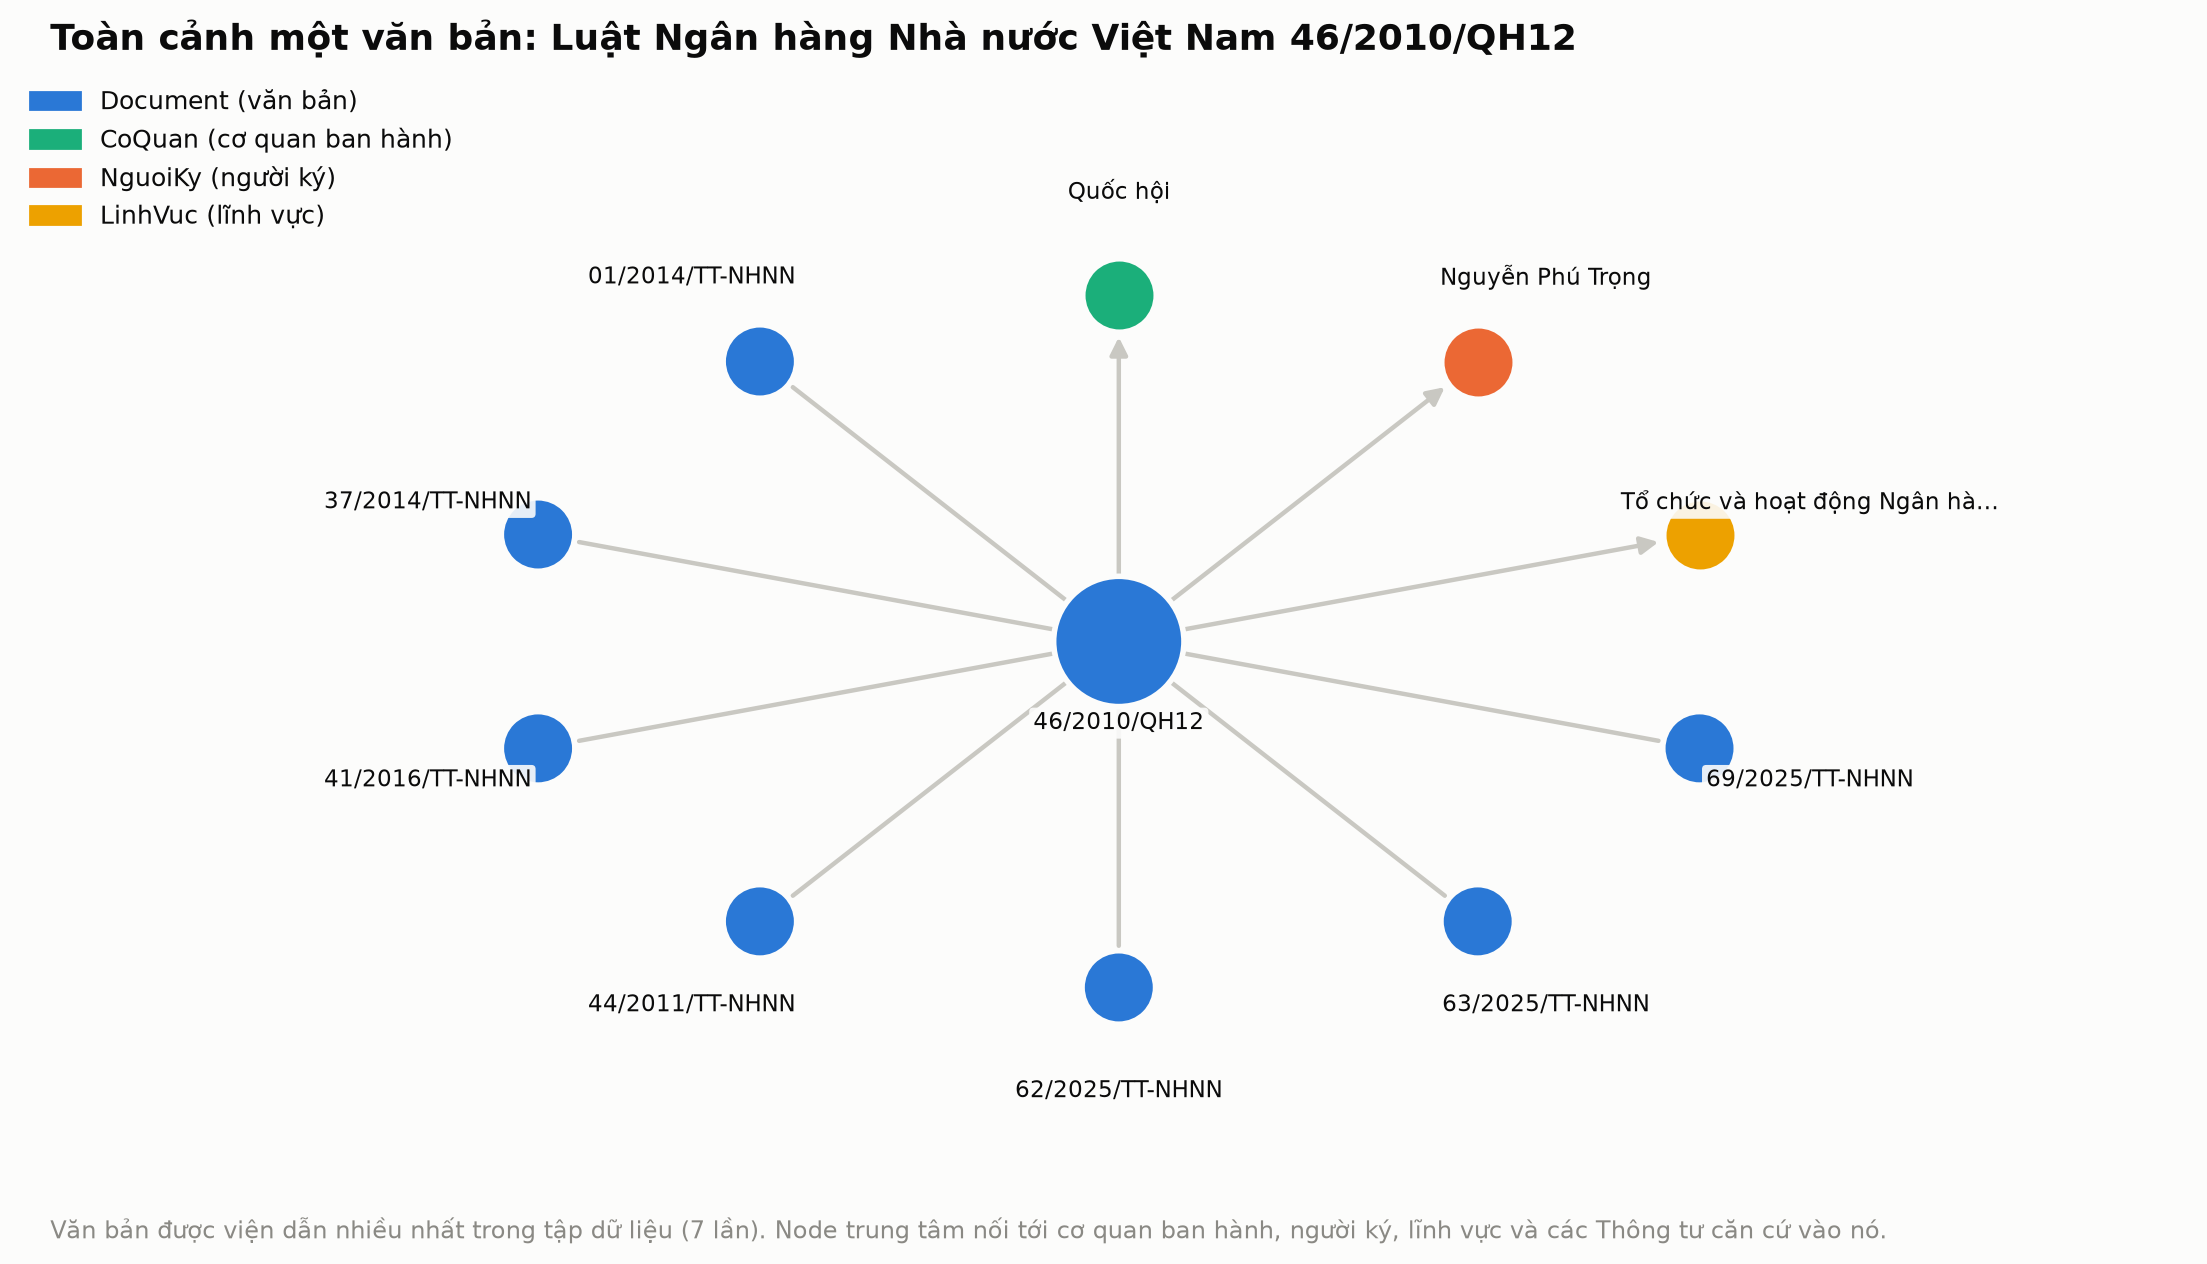 Toàn cảnh một văn bản: Luật Ngân hàng Nhà nước Việt Nam 46/2010/QH12
Document (văn bản)
CoQuan (cơ quan ban hành)
NguoiKy (người ký)
LinhVuc (lĩnh vực)
Quốc hội
01/2014/TT-NHNN
Nguyễn Phú Trọng
37/2014/TT-NHNN
Tổ chức và hoạt động Ngân hà...
46/2010/QH12
41/2016/TT-NHNN
69/2025/TT-NHNN
44/2011/TT-NHNN
63/2025/TT-NHNN
62/2025/TT-NHNN
Văn bản được viện dẫn nhiều nhất trong tập dữ liệu (7 lần). Node trung tâm nối tới cơ quan ban hành, người ký, lĩnh vực và các Thông tư căn cứ vào nó.